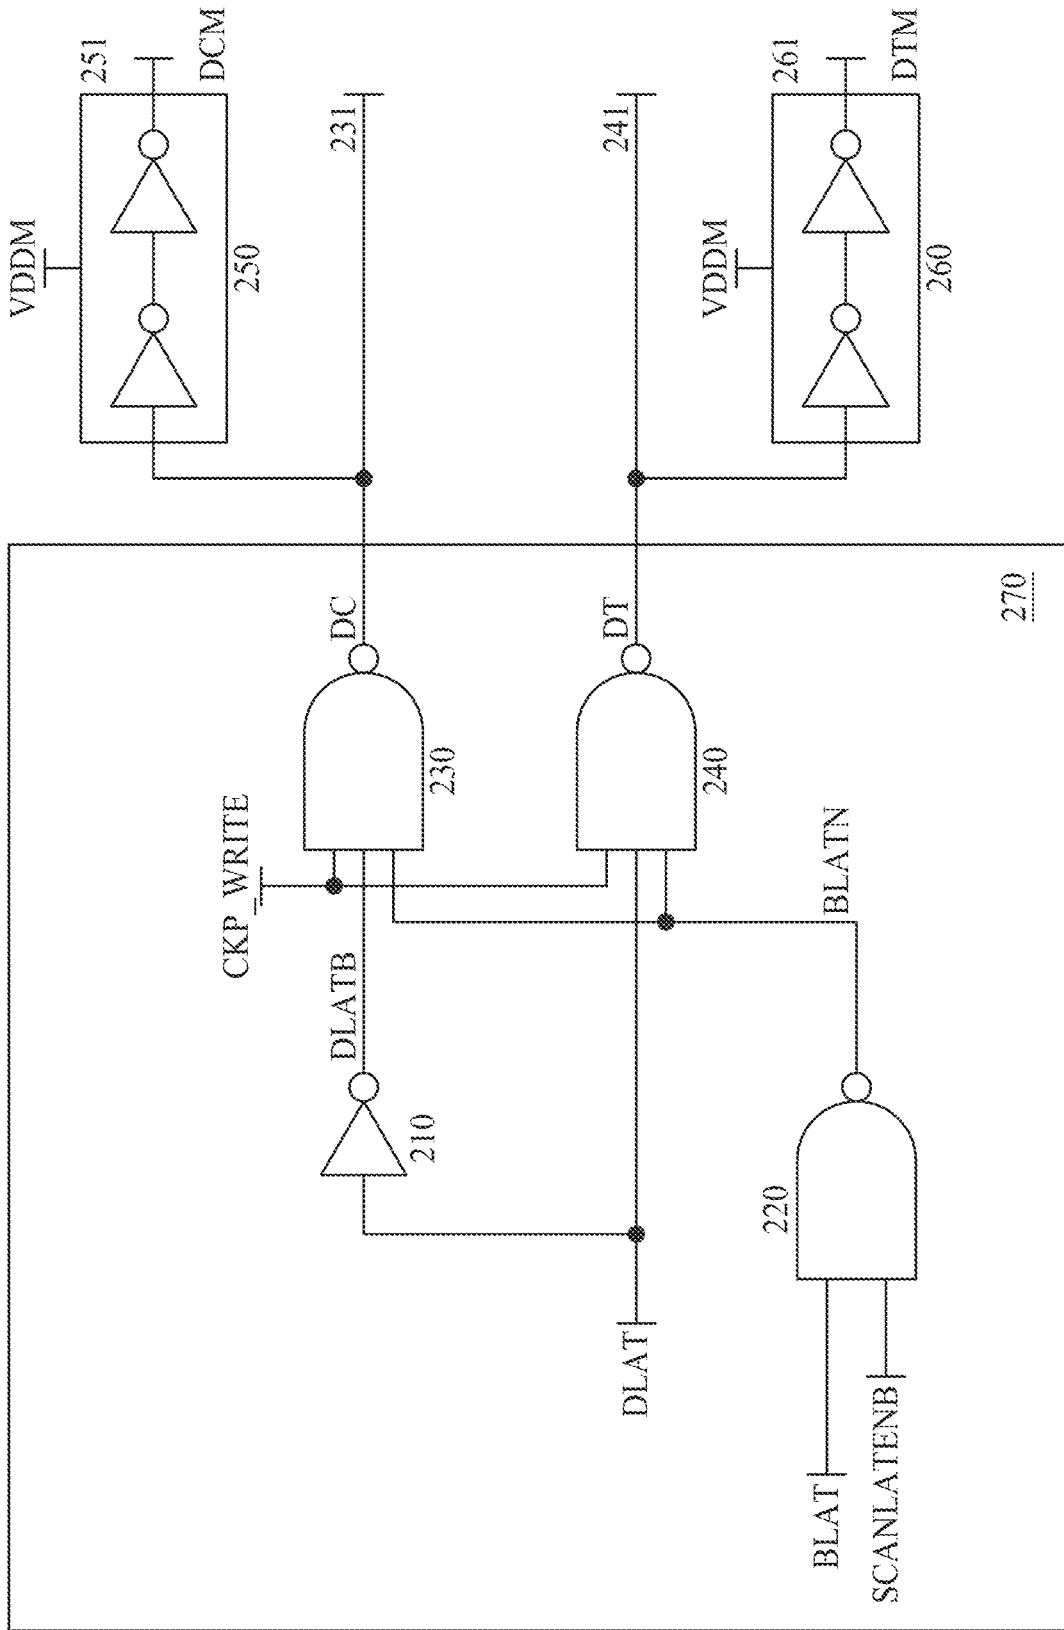 251
DCM
VDDM
250
231
241
261
DTM
VDDM
260
270
DC
230
CKP_WRITE
DLATB
210
DT
240
BLATN
220
DLAT
BLAT
SCANLATENB